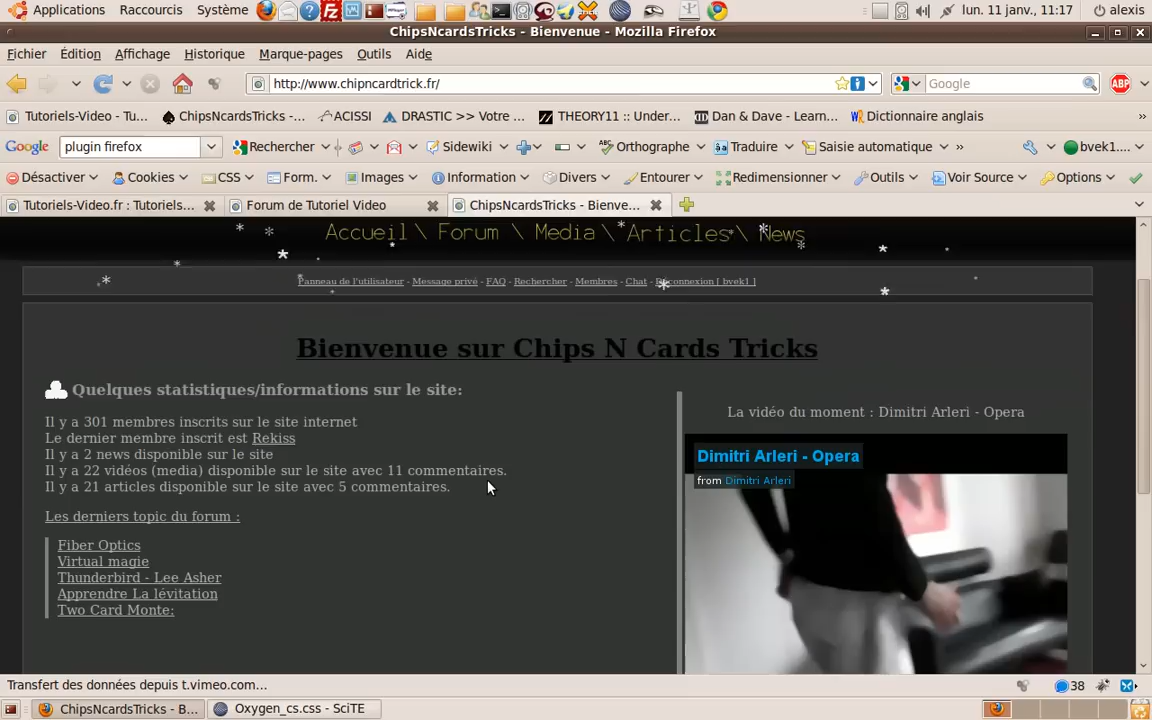 Applications Raccourcis Système lun. 11 janv., 11:17 alexis
ChipsNcardsTricks - Bienvenue - Mozilla Firefox
Fichier Édition Affichage Historique Marque-pages Outils Aide
http://www.chipncardtrick.fr/ Google ABP
Tutoriels-Video - Tu... ChipsNcardsTricks -... ACISSI DRASTIC >> Votre ... THEORY11 :: Under... Dan & Dave - Learn... Dictionnaire anglais »
Google plugin firefox Rechercher Sidewiki Orthographe Traduire Saisie automatique » bvek1....
Désactiver Cookies CSS Form. Images Information Divers Entourer Redimensionner Outils Voir Source Options
Tutoriels-Video.fr : Tutoriels... Forum de Tutoriel Video ChipsNcardsTricks - Bienve...
Accueil \ Forum \ Media \ Articles \ News
Panneau de l'utilisateur - Message privé - FAQ - Rechercher - Membres - Chat - Déconnexion [ bvek1 ]
Bienvenue sur Chips N Cards Tricks
Quelques statistiques/informations sur le site:
Il y a 301 membres inscrits sur le site internet
Le dernier membre inscrit est Rekiss
Il y a 2 news disponible sur le site
Il y a 22 vidéos (media) disponible sur le site avec 11 commentaires.
Il y a 21 articles disponible sur le site avec 5 commentaires.
Les derniers topic du forum :
Fiber Optics
Virtual magie
Thunderbird - Lee Asher
Apprendre La lévitation
Two Card Monte:
La vidéo du moment : Dimitri Arleri - Opera
Dimitri Arleri - Opera
from Dimitri Arleri
Transfert des données depuis t.vimeo.com... 38
ChipsNcardsTricks - B... Oxygen_cs.css - SciTE